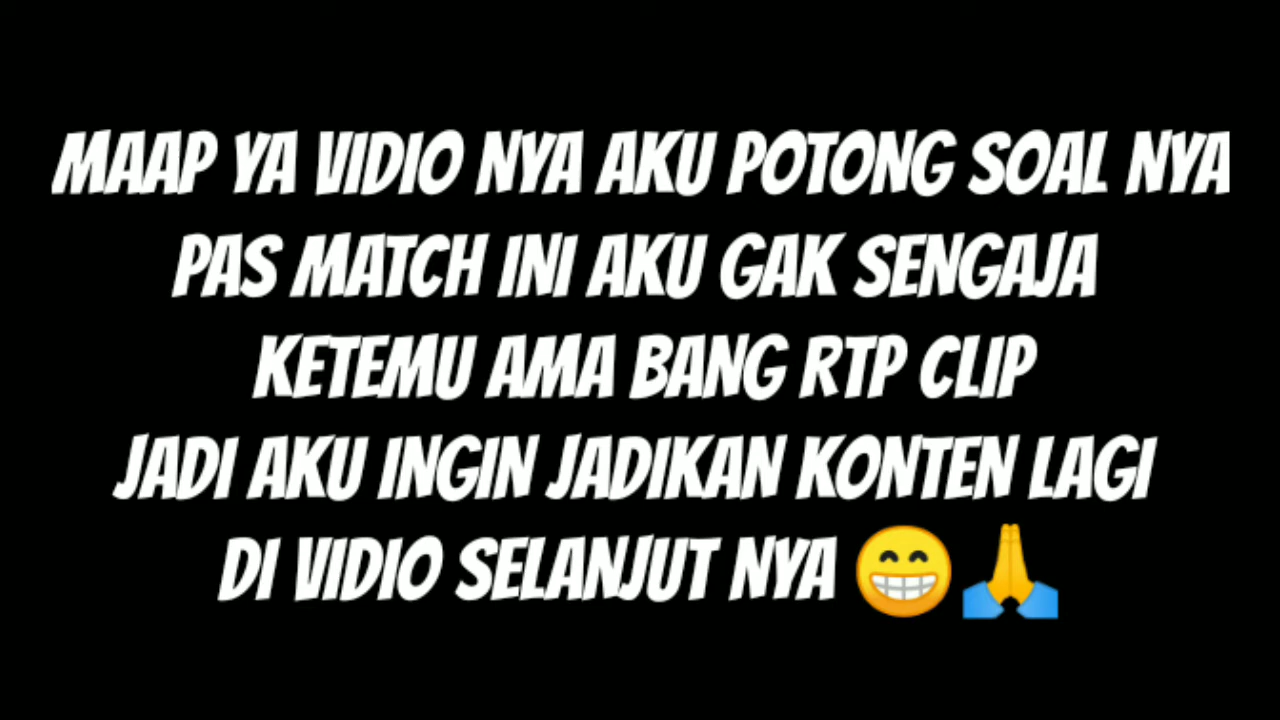 MAAP YA VIDIO NYA AKU POTONG SOAL NYA
PAS MATCH INI AKU GAK SENGAJA
KETEMU AMA BANG RTP CLIP
JADI AKU INGIN JADIKAN KONTEN LAGI
DI VIDIO SELANJUT NYA 😁🙏